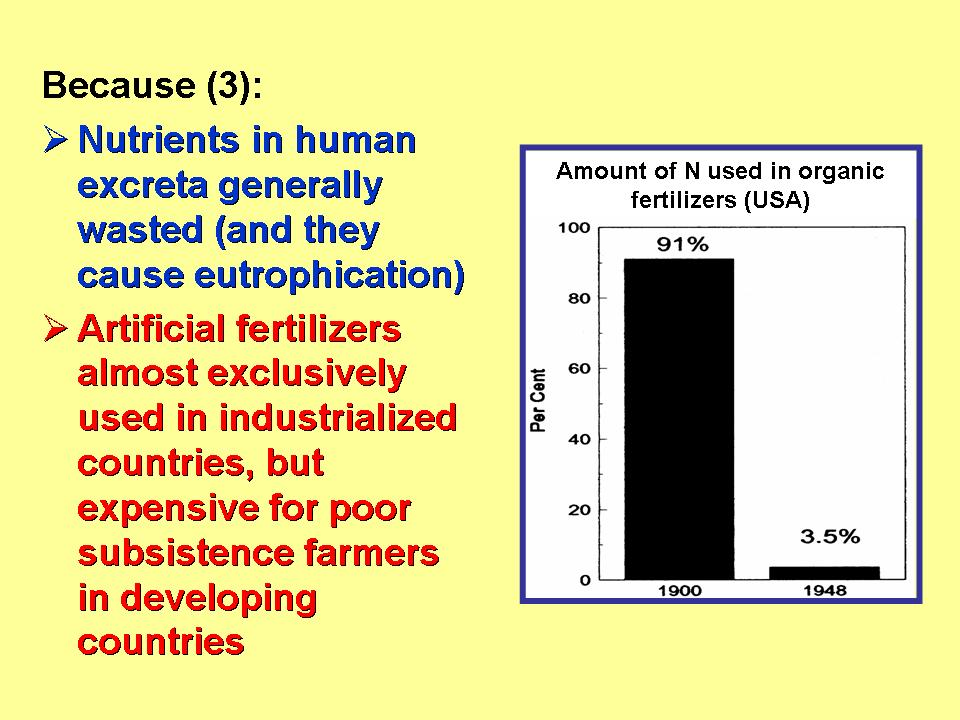 Because (3):
➢ Nutrients in human
excreta generally
wasted (and they
cause eutrophication)
➢ Artificial fertilizers
almost exclusively
used in industrialized
countries, but
expensive for poor
subsistence farmers
in developing
countries
Amount of N used in organic
fertilizers (USA)
Per Cent
100
80
60
40
20
0
91%
3.5%
1900
1948